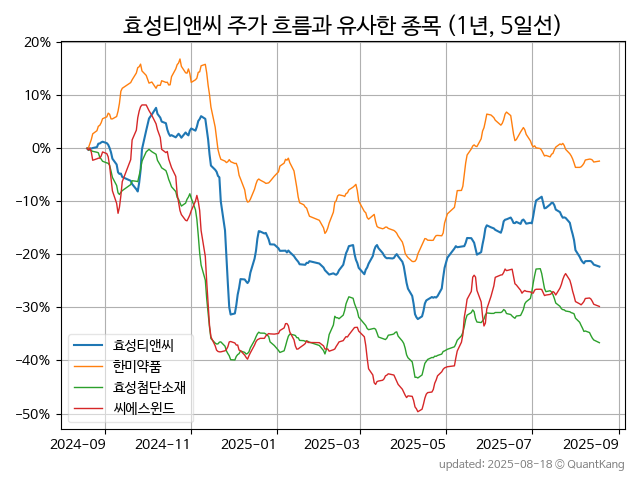 효성티앤씨 주가 흐름과 유사한 종목 (1년, 5일선)
20%
10%
0%
-10%
-20%
-30%
-40%
-50%
효성티앤씨
한미약품
효성첨단소재
씨에스윈드
2024-09
2024-11
2025-01
2025-03
2025-05
2025-07
2025-09
updated: 2025-08-18 © QuantKang